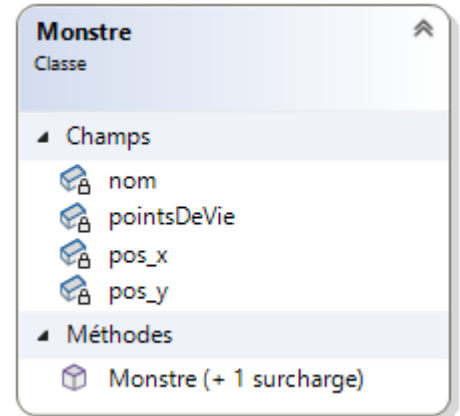 Monstre
Classe
Champs
nom
pointsDeVie
pos_x
pos_y
Méthodes
Monstre (+ 1 surcharge)